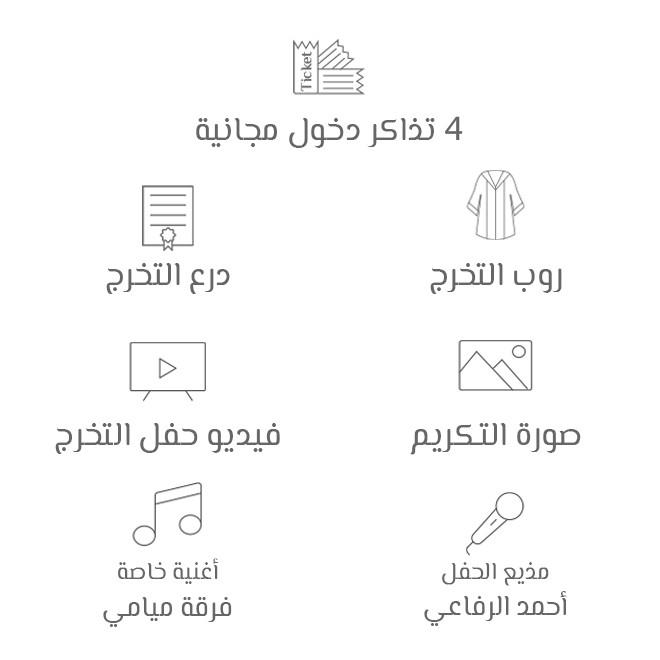 Ticket
4 تذاكر دخول مجانية
روب التخرج
درع التخرج
صورة التكريم
فيديو حفل التخرج
مذيع الحفل
أحمد الرفاعي
أغنية خاصة
فرقة ميامي